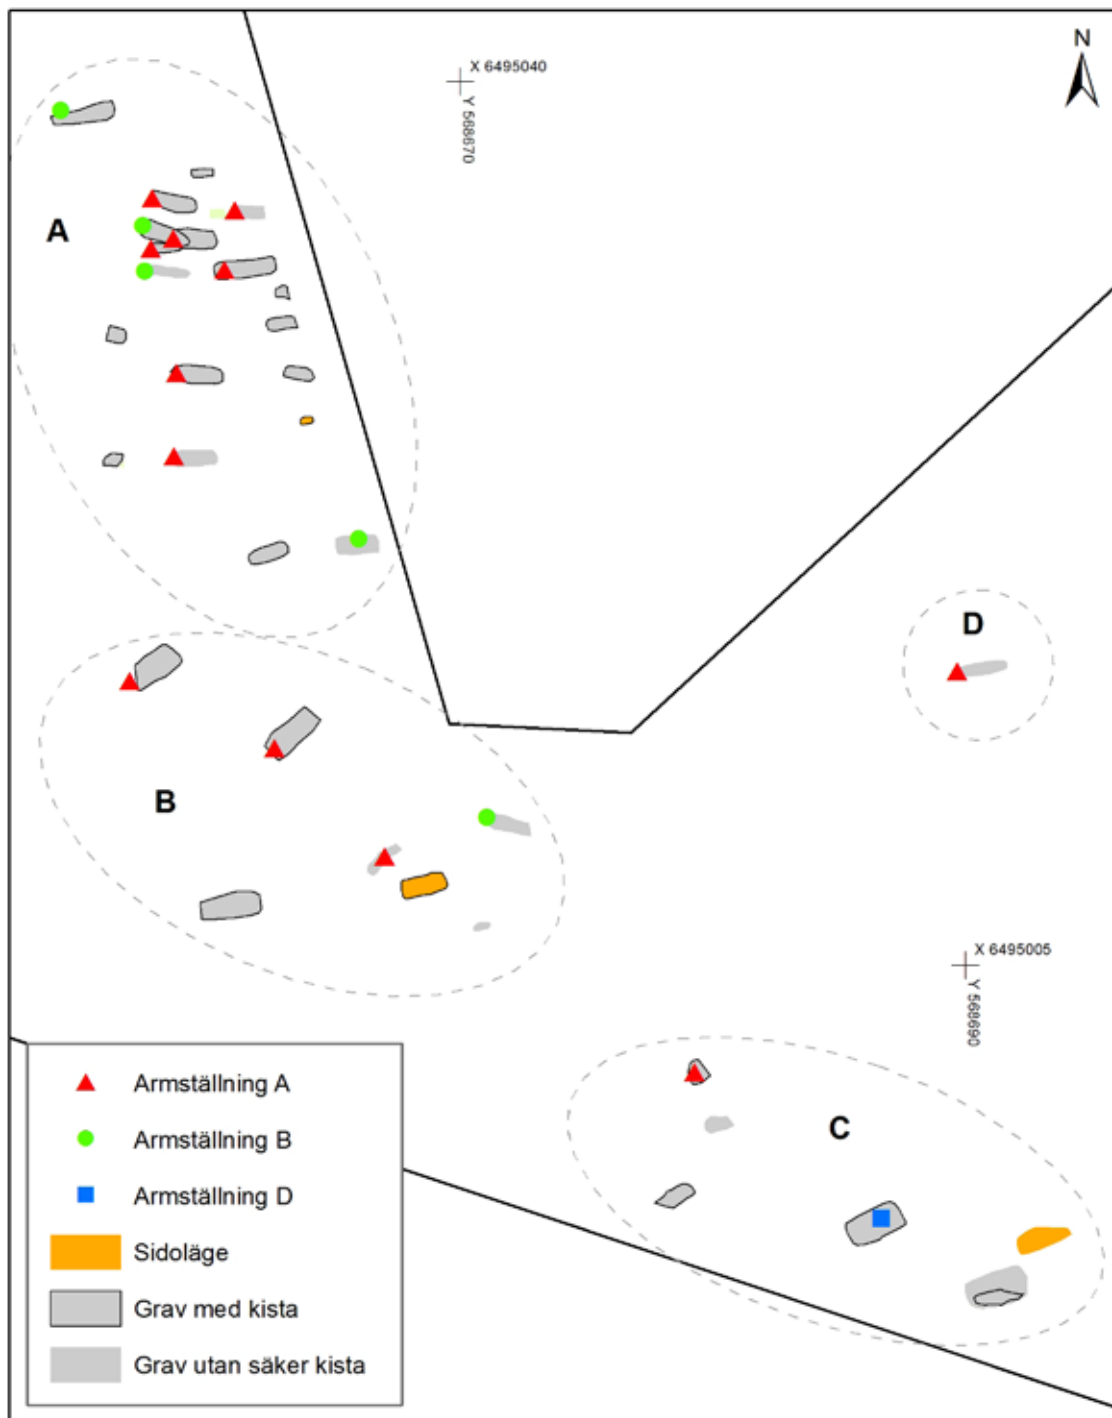 N
X 6495040
Y 568670
A
D
B
X 6495005
Y 568690
C
Armställning A
Armställning B
Armställning D
Sidoläge
Grav med kista
Grav utan säker kista